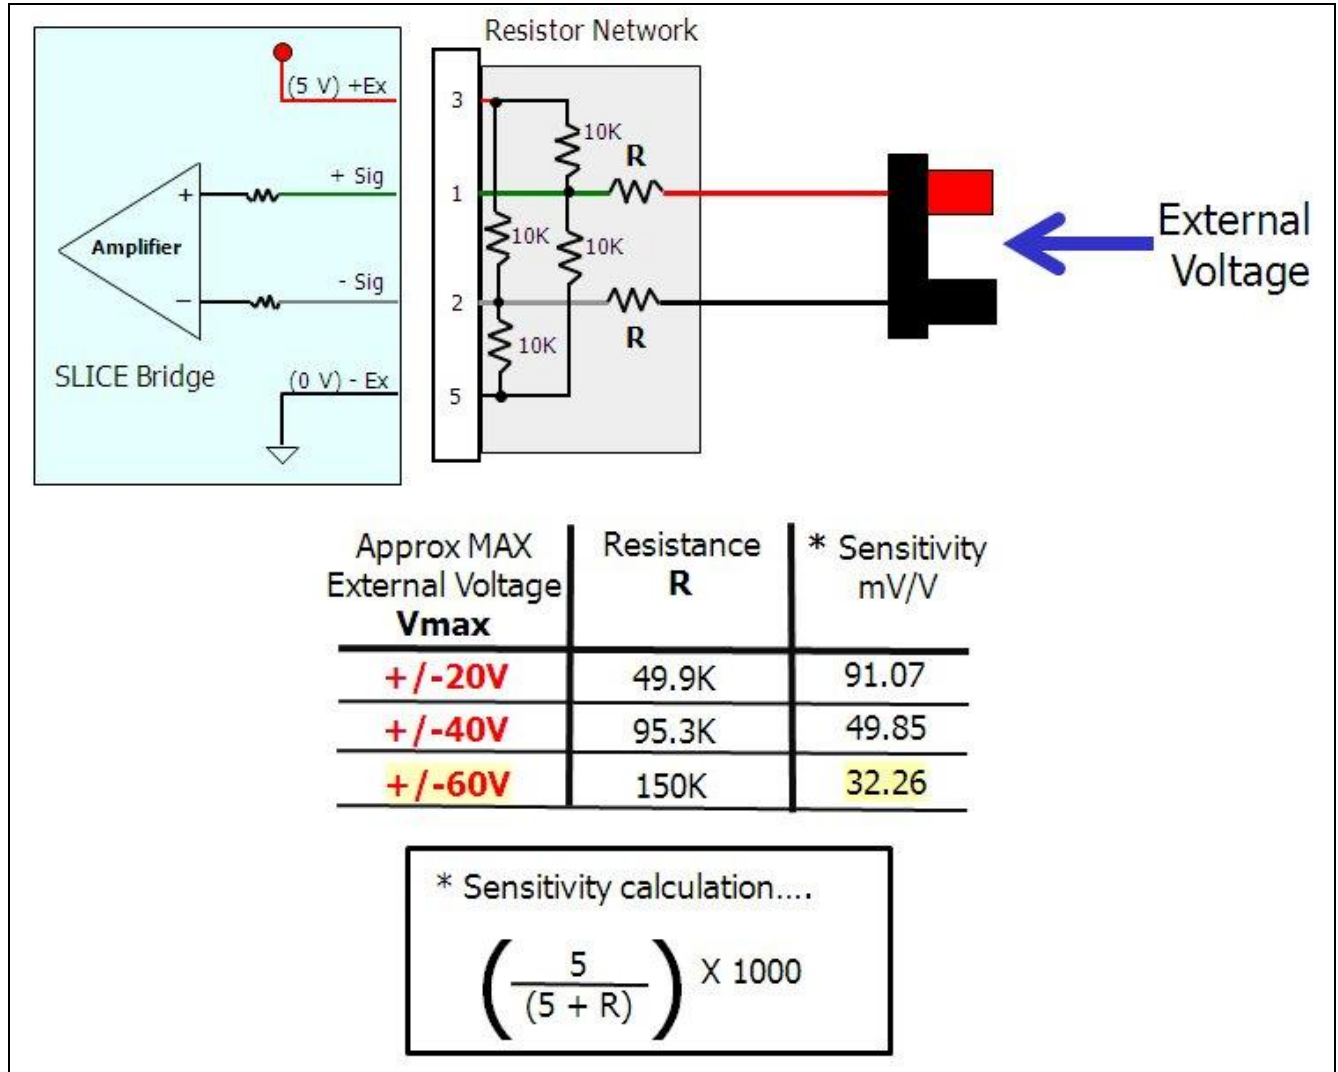 Resistor Network
(5 V) +Ex
+ Sig
+
Amplifier
- Sig
–
SLICE Bridge
(0 V) - Ex
3
1
2
5
10K
R
10K
10K
R
10K
External
Voltage
Approx MAX
External Voltage
Vmax
Resistance
R
* Sensitivity
mV/V
+/-20V 49.9K 91.07
+/-40V 95.3K 49.85
+/-60V 150K 32.26
* Sensitivity calculation....
( 5
(5 + R) ) X 1000